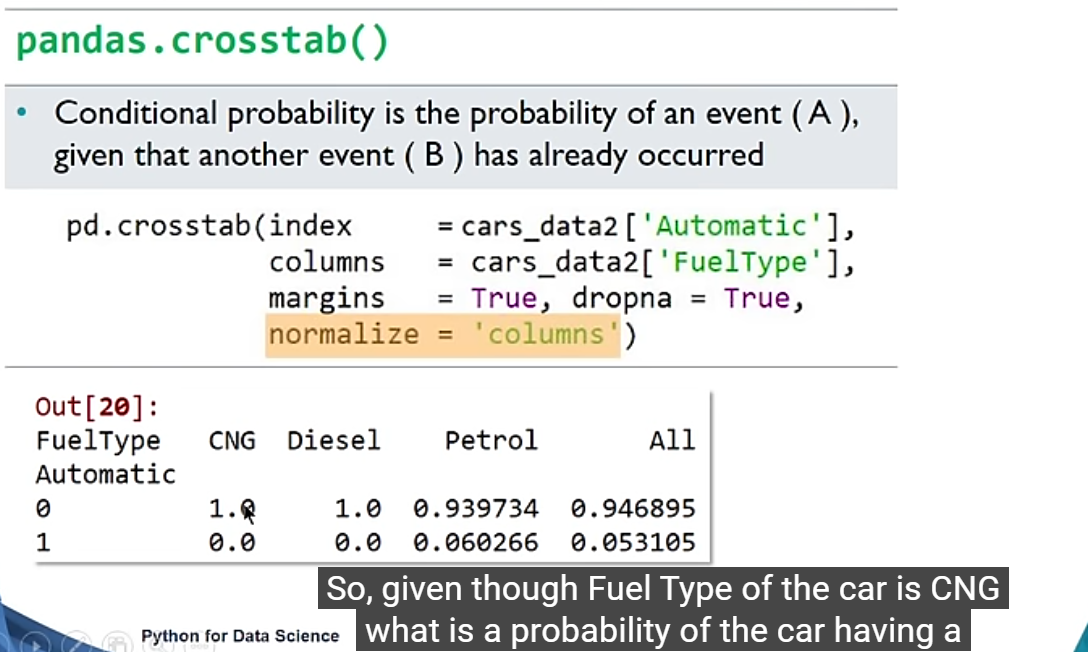 pandas.crosstab()
• Conditional probability is the probability of an event ( A ),
given that another event ( B ) has already occurred
pd.crosstab(index = cars_data2['Automatic'],
columns = cars_data2['FuelType'],
margins = True, dropna = True,
normalize = 'columns')
Out[20]:
FuelType CNG Diesel Petrol All
Automatic
0 1.0 1.0 0.939734 0.946895
1 0.0 0.0 0.060266 0.053105
So, given though Fuel Type of the car is CNG
what is a probability of the car having a
Python for Data Science